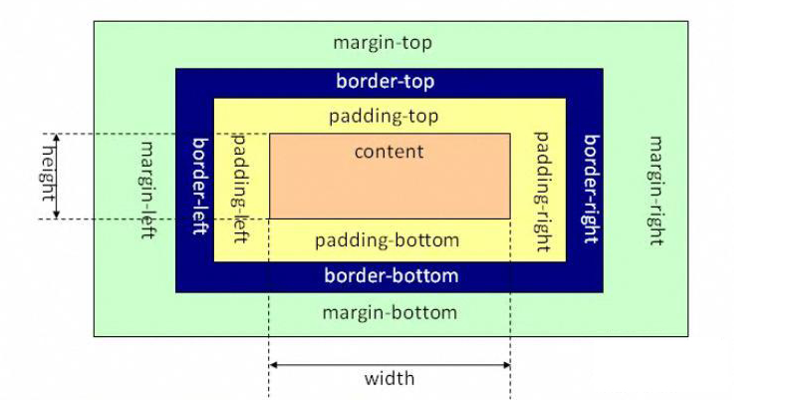 margin-top
border-top
padding-top
content
height
margin-left
border-left
padding-left
padding-right
border-right
margin-right
padding-bottom
border-bottom
margin-bottom
width